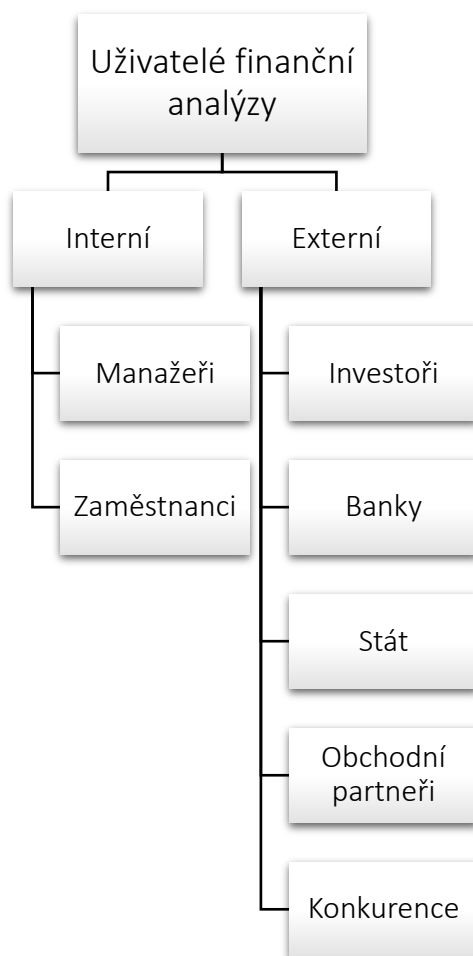 Uživatelé finanční
analýzy
Interní
Externí
Manažeři
Investoři
Zaměstnanci
Banky
Stát
Obchodní
partneři
Konkurence